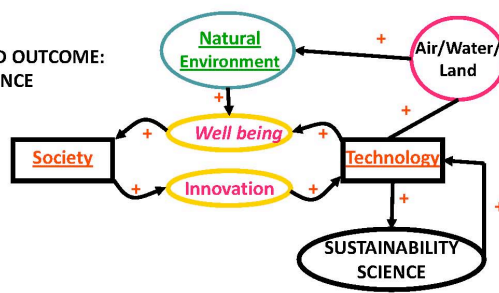 Natural
Environment
+
Air/Water/
Land
D OUTCOME:
NCE
+
+
+
Well being
+
Society
Technology
+
Innovation
+
+
+
SUSTAINABILITY
SCIENCE